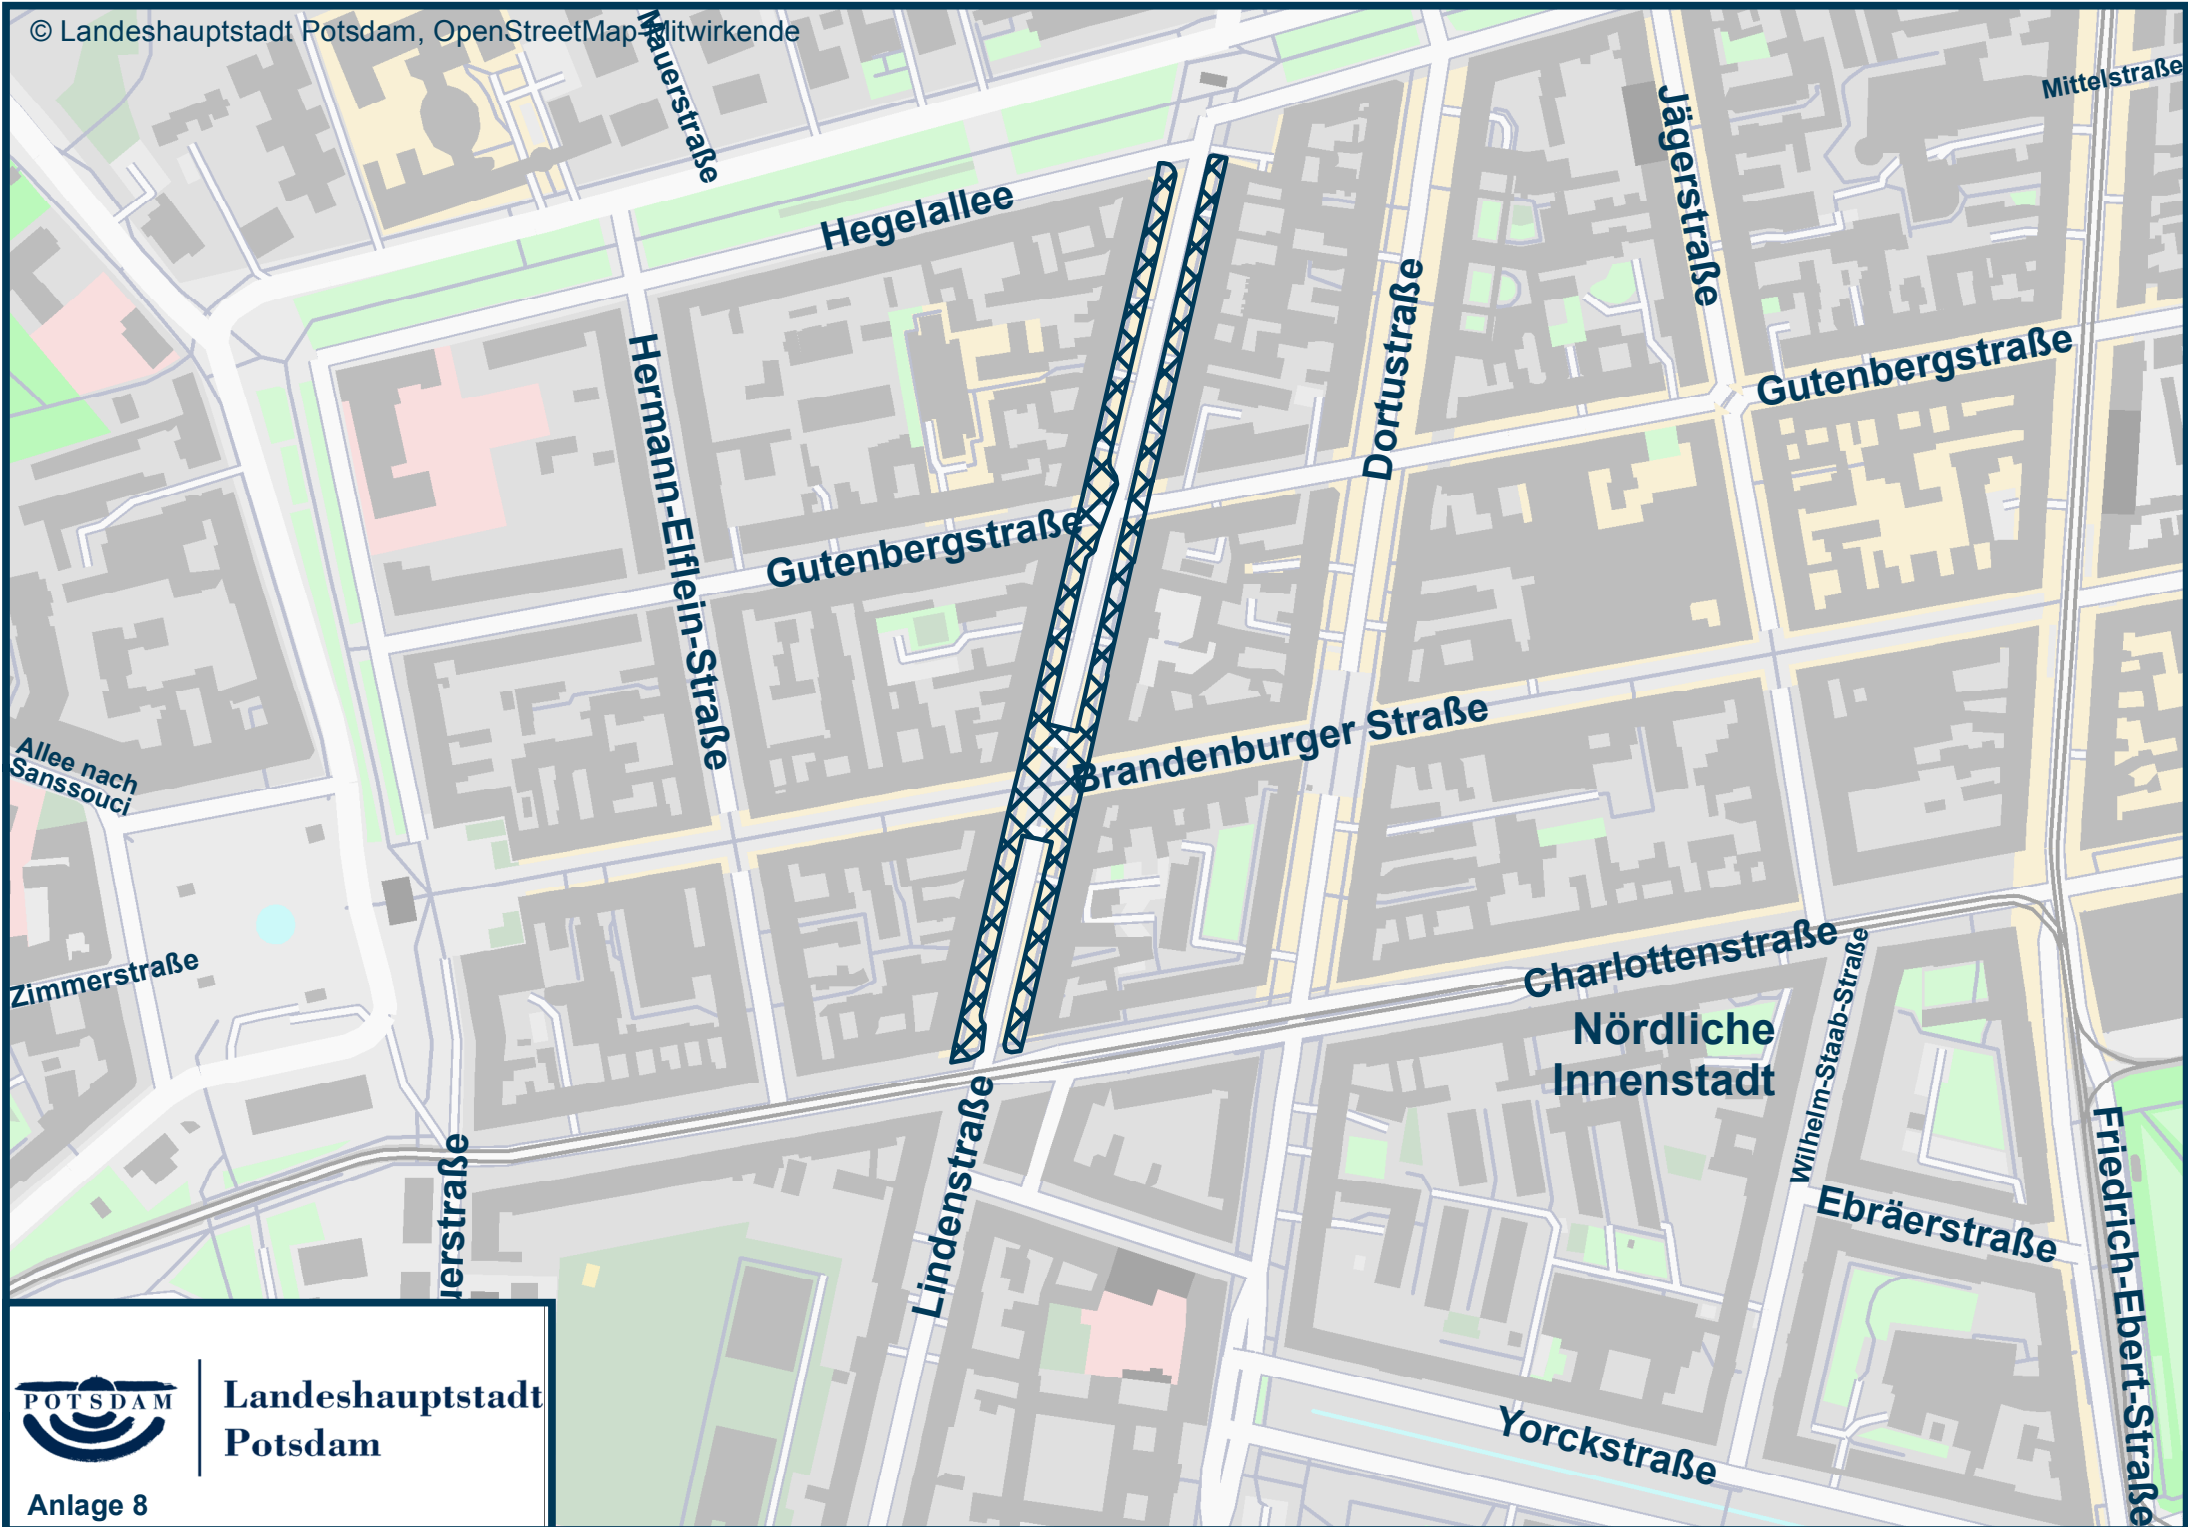 © Landeshauptstadt Potsdam, OpenStreetMap-Mitwirkende
Mauerstraße
Mittelstraße
Jägerstraße
Hegelallee
Dortustraße
Hermann-Elflein-Straße
Gutenbergstraße
Gutenbergstraße
Brandenburger Straße
Allee nach
Sanssouci
Zimmerstraße
Charlottenstraße
Nördliche
Innenstadt
Wilhelm-Staab-Straße
Lindenstraße
uerstraße
Ebräerstraße
Friedrich-Ebert-Straße
Yorckstraße
POTSDAM
Landeshauptstadt
Potsdam
Anlage 8